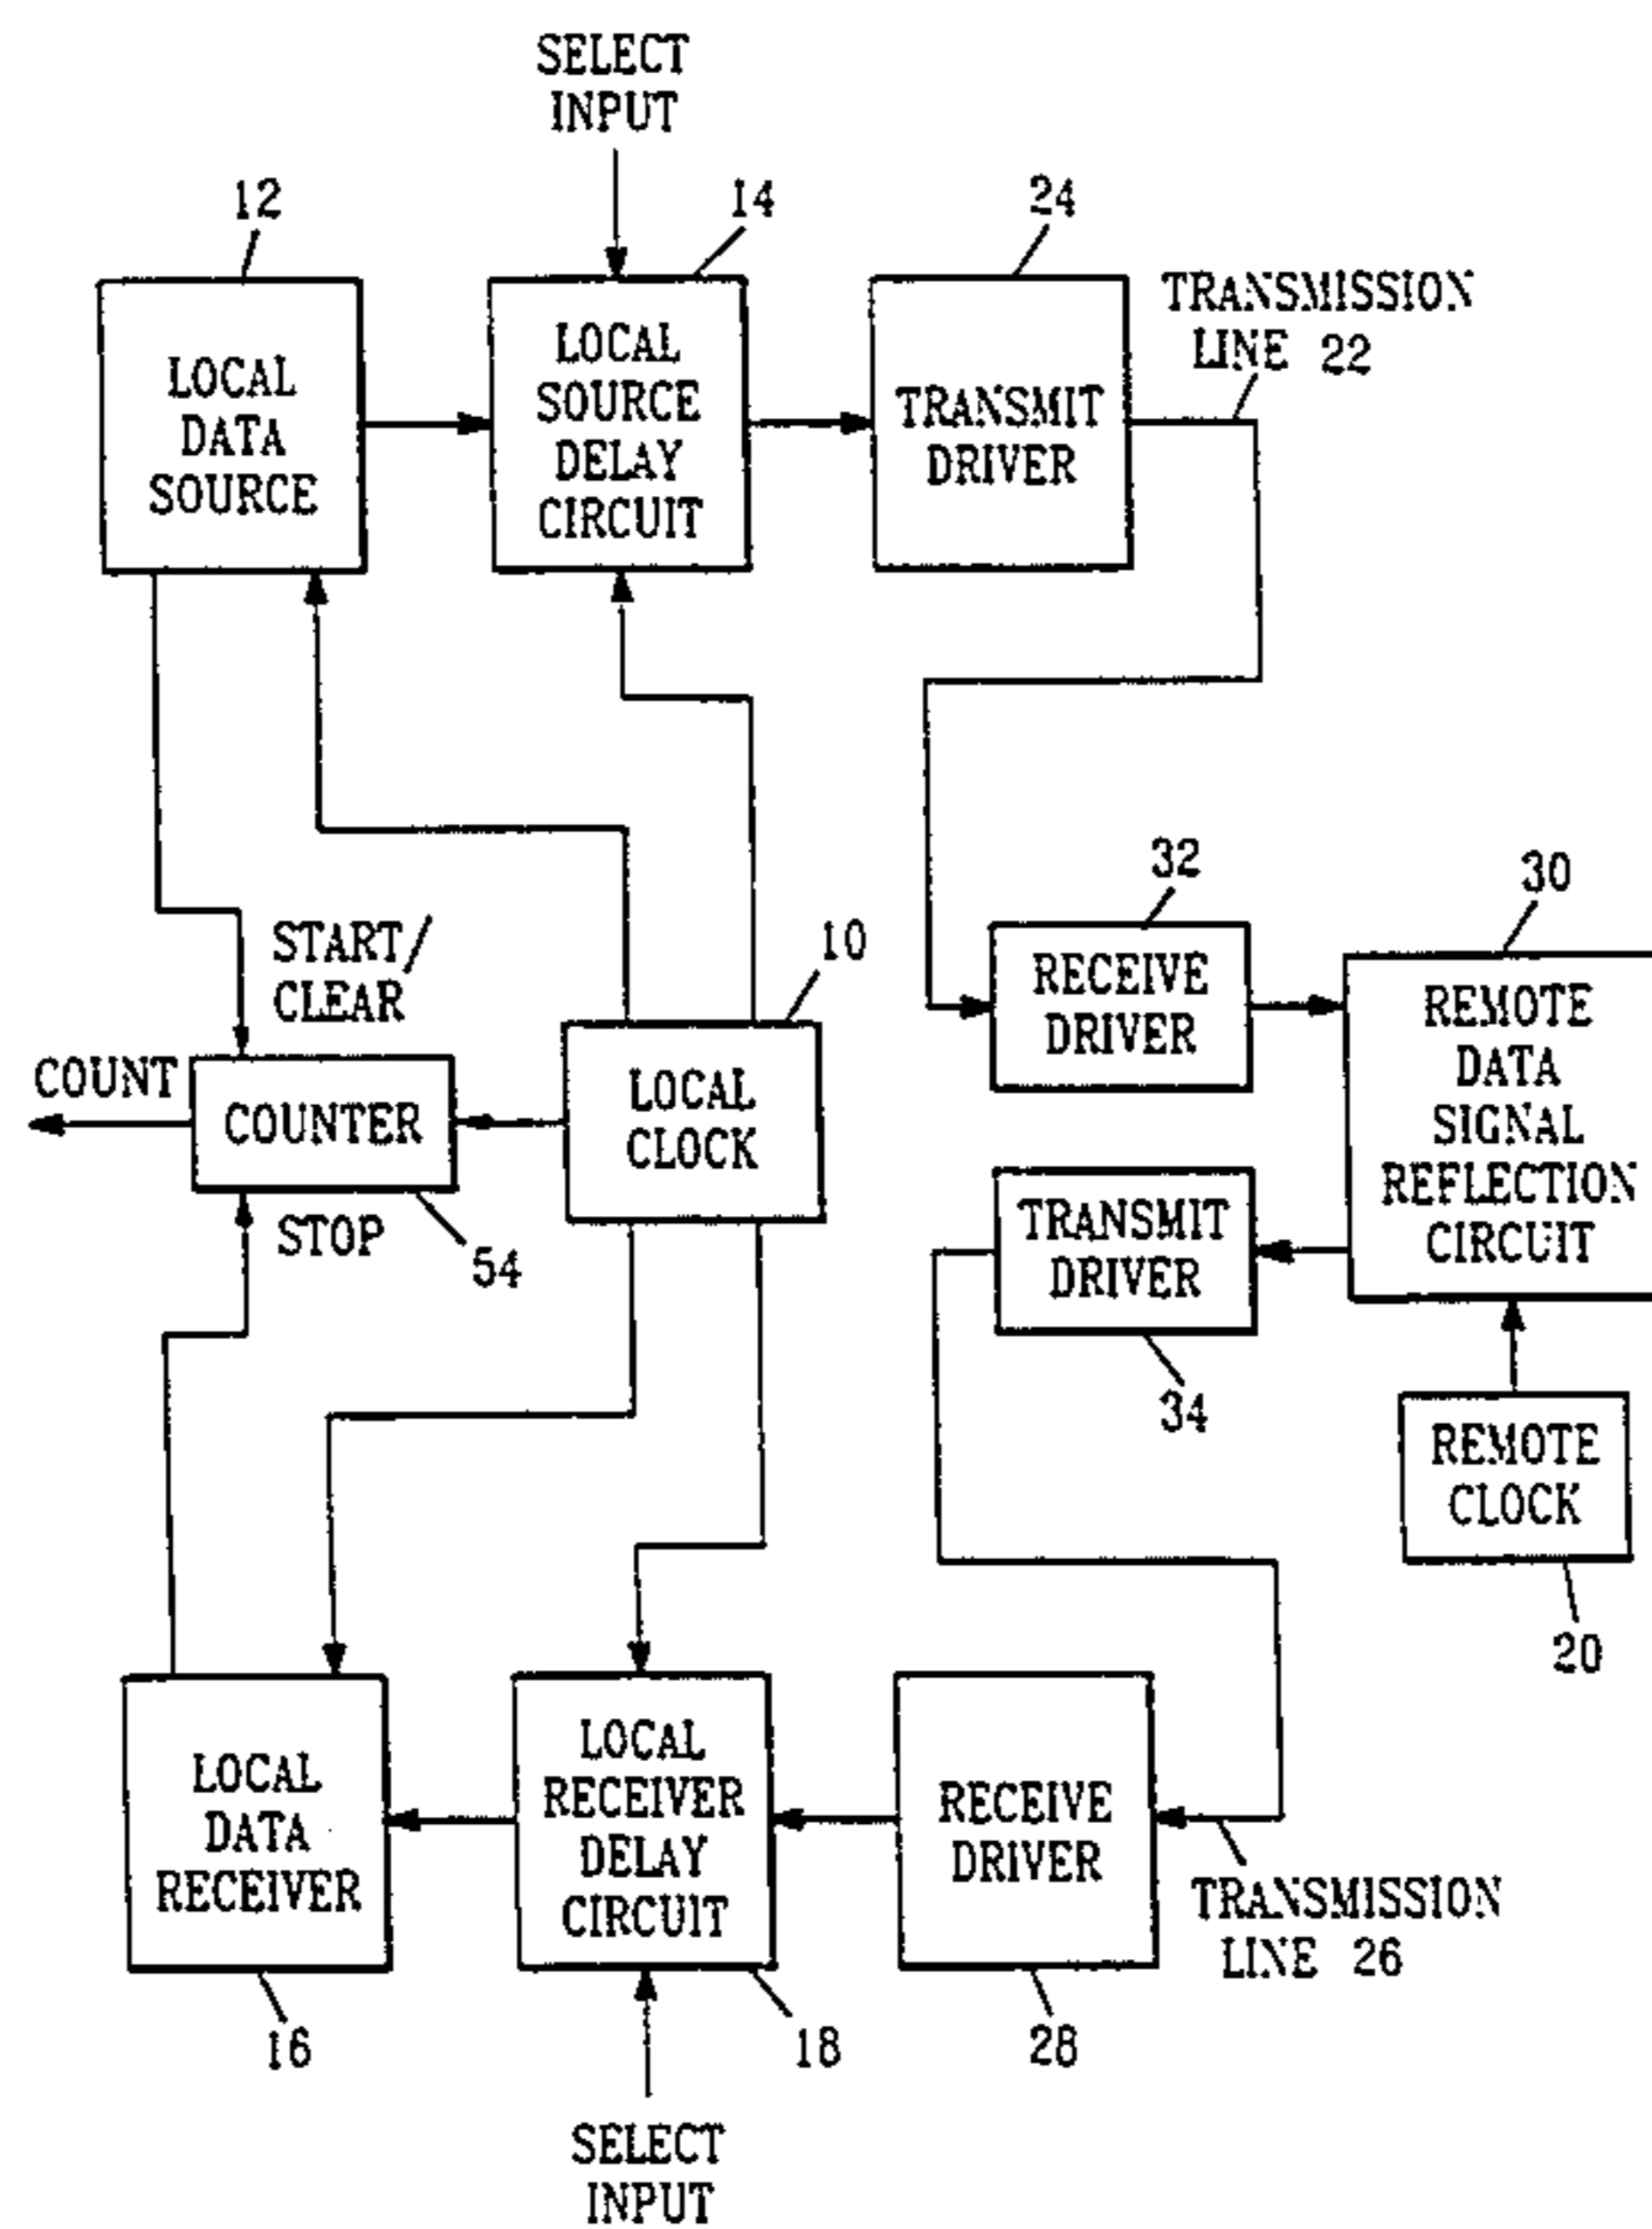 SELECT
INPUT
12
14
24
TRANSMISSION
LINE 22
LOCAL
DATA
SOURCE
LOCAL
SOURCE
DELAY
CIRCUIT
TRANSMIT
DRIVER
32
30
START/
CLEAR
10
RECEIVE
DRIVER
REMOTE
DATA
SIGNAL
REFLECTION
CIRCUIT
COUNT
COUNTER
LOCAL
CLOCK
STOP
54
TRANSMIT
DRIVER
34
REMOTE
CLOCK
20
LOCAL
DATA
RECEIVER
LOCAL
RECEIVER
DELAY
CIRCUIT
RECEIVE
DRIVER
TRANSMISSION
LINE 26
16
18
28
SELECT
INPUT